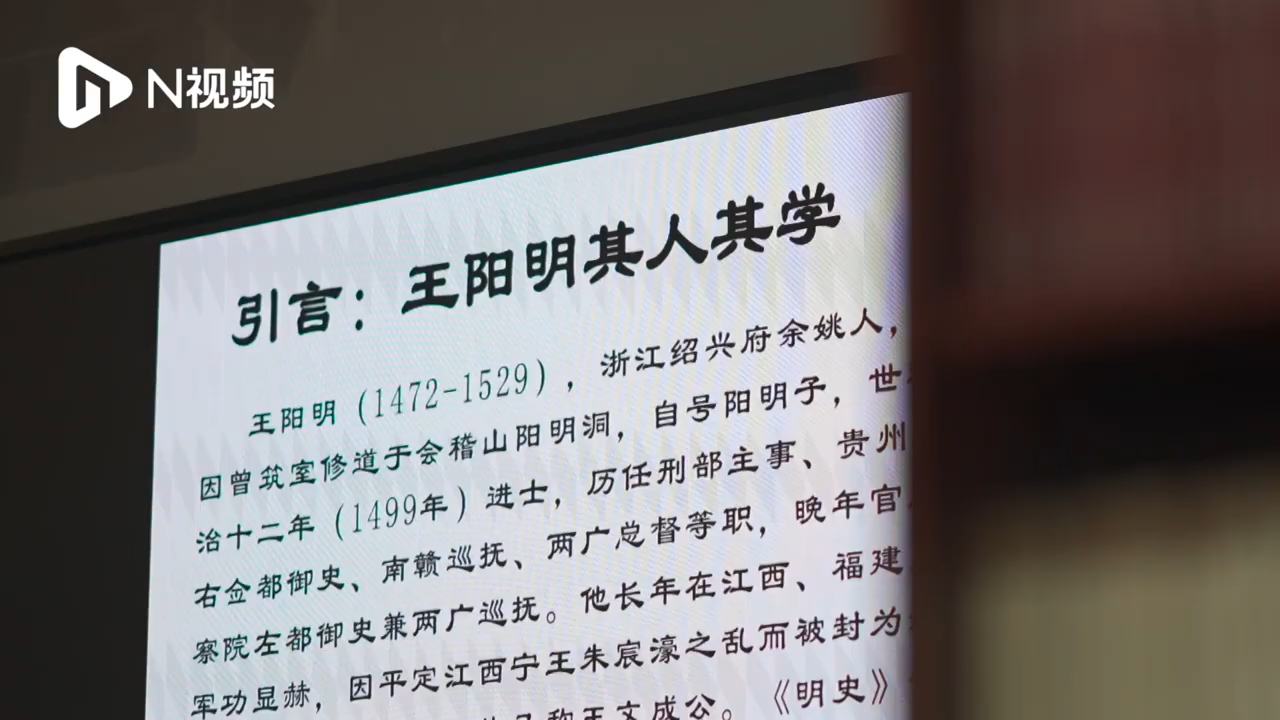 N视频
引言：王阳明其人其学
王阳明（1472-1529），浙江绍兴府余姚人，
因曾筑室修道于会稽山阳明洞，自号阳明子，世
治十二年（1499年）进士，历任刑部主事、贵州
右佥都御史、南赣巡抚、两广总督等职，晚年官
察院左都御史兼两广巡抚。他长年在江西、福建
军功显赫，因平定江西宁王朱宸濠之乱而被封为
称王文成公。《明史》